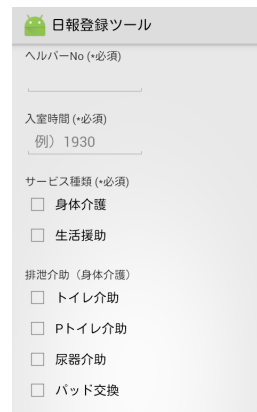 日報登録ツール
ヘルパーNo (*必須)
入室時間 (*必須)
例）1930
サービス種類 (*必須)
身体介護
生活援助
排泄介助（身体介護）
トイレ介助
Pトイレ介助
尿器介助
パッド交換